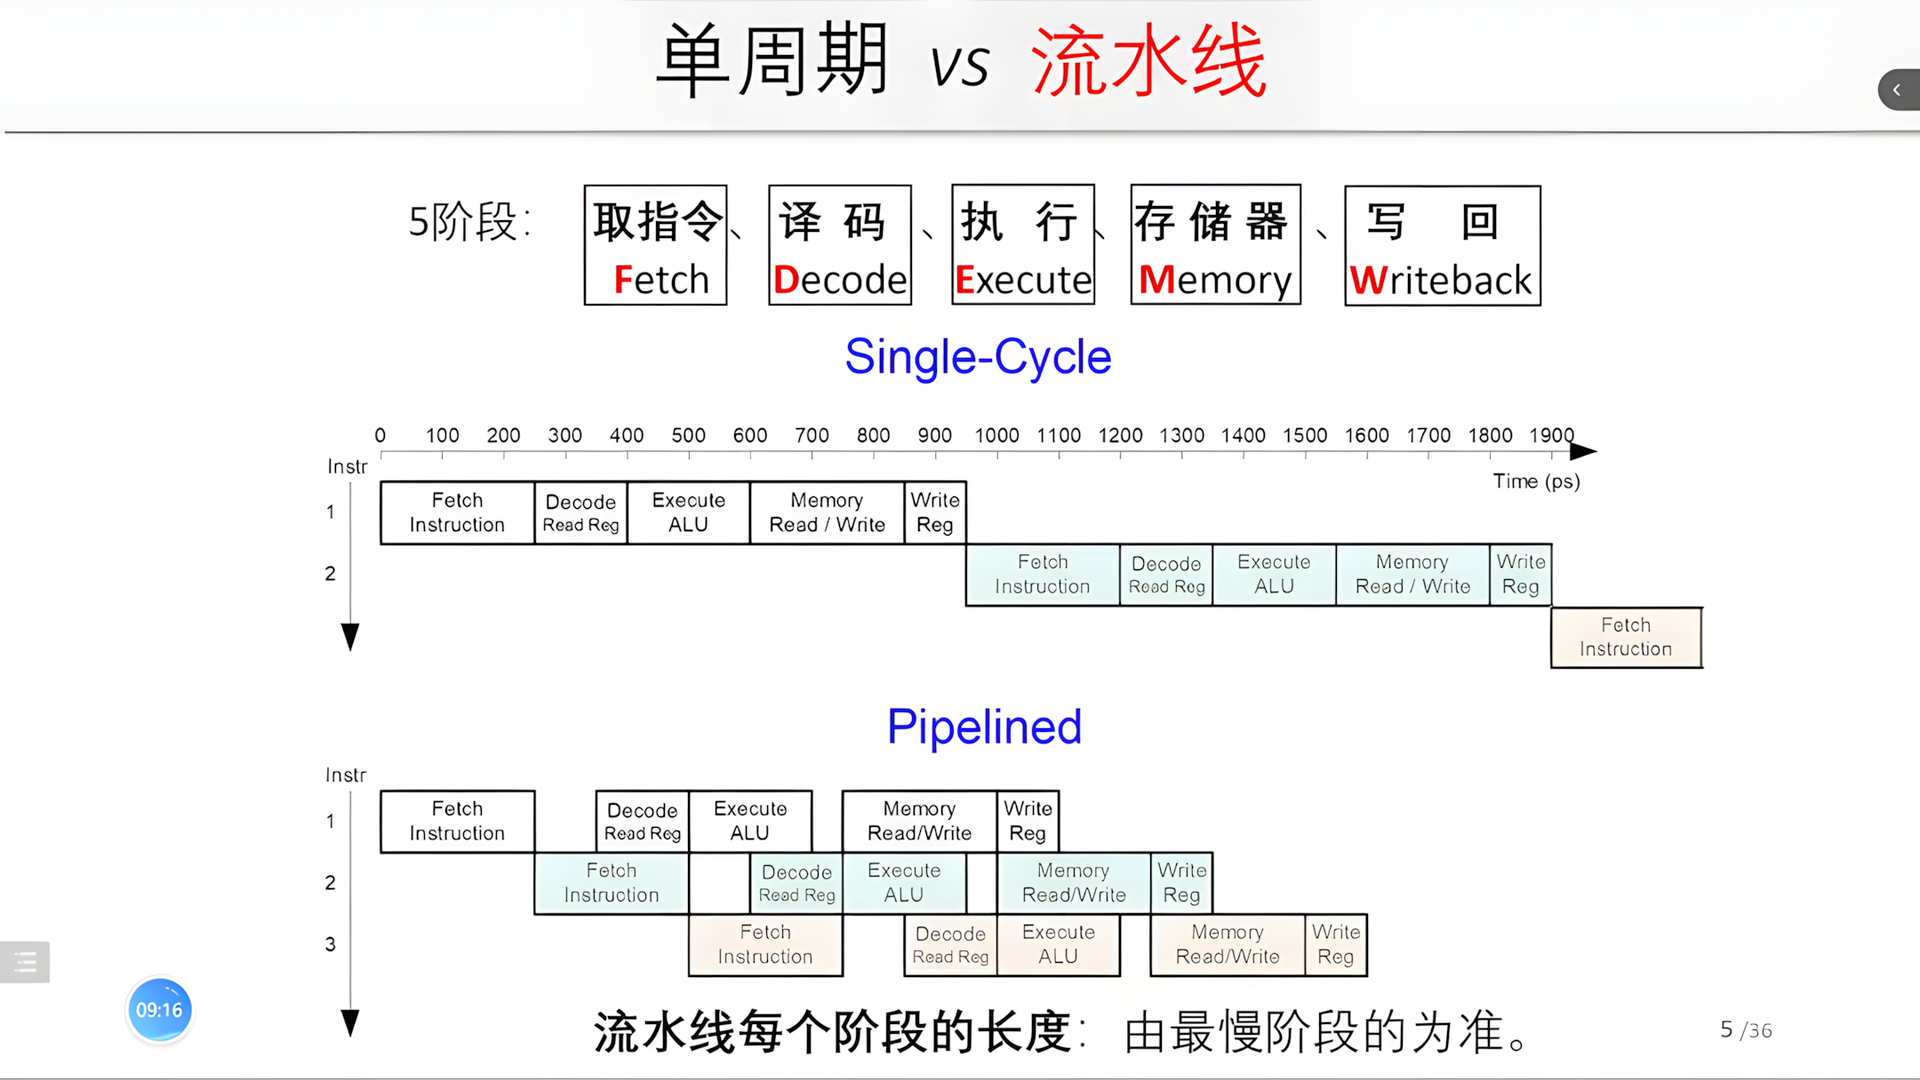 单周期 vs 流水线
5阶段： 取指令、 译 码 、 执 行 、 存 储 器 、 写 回
Fetch Decode Execute Memory Writeback
Single-Cycle
0 100 200 300 400 500 600 700 800 900 1000 1100 1200 1300 1400 1500 1600 1700 1800 1900
Instr
Time (ps)
1
Fetch Instruction
Decode Read Reg
Execute ALU
Memory Read / Write
Write Reg
2
Fetch Instruction
Decode Read Reg
Execute ALU
Memory Read / Write
Write Reg
Fetch Instruction
Pipelined
Instr
1
Fetch Instruction
Decode Read Reg
Execute ALU
Memory Read/Write
Write Reg
2
Fetch Instruction
Decode Read Reg
Execute ALU
Memory Read/Write
Write Reg
3
Fetch Instruction
Decode Read Reg
Execute ALU
Memory Read/Write
Write Reg
09:16
流水线每个阶段的长度： 由最慢阶段的为准。
5 /36